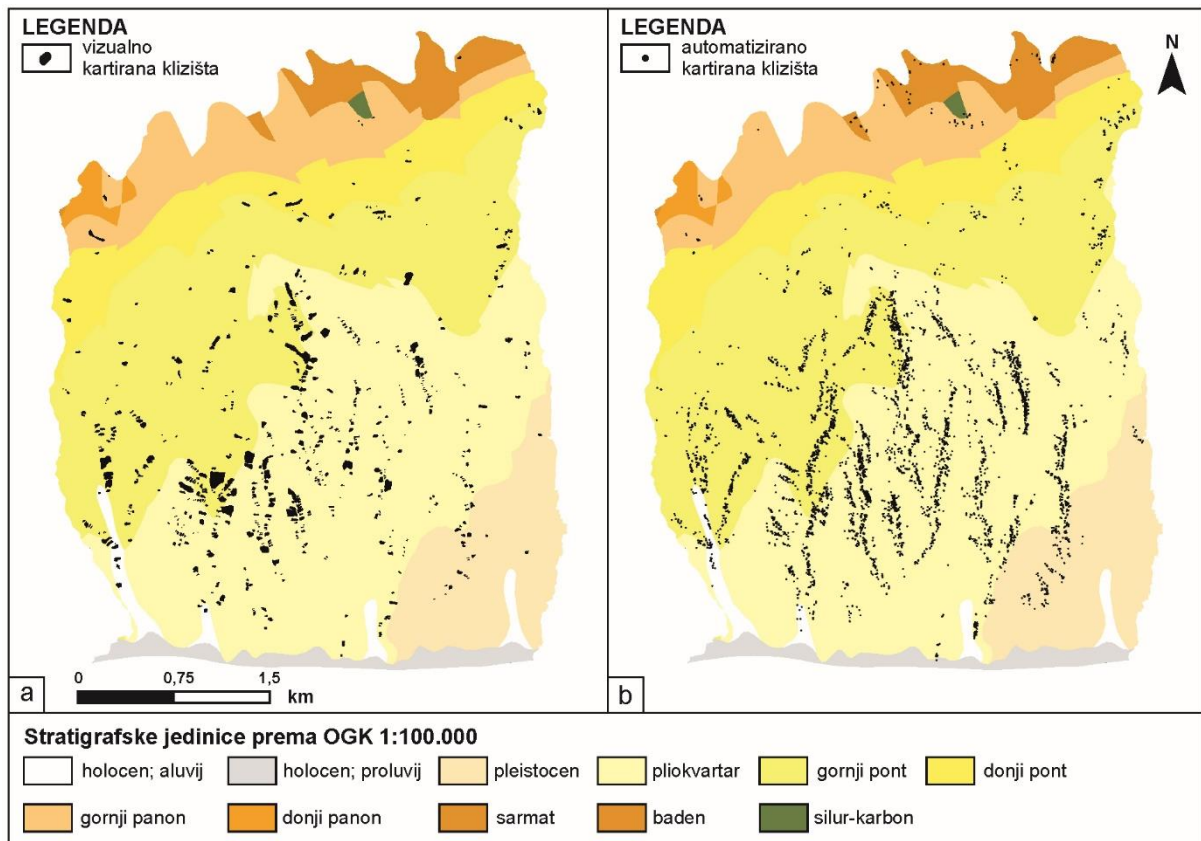 LEGENDA
vizualno
kartirana klizišta
LEGENDA
automatizirano
kartirana klizišta
N
a
0 0,75 1,5
km
b
Stratigrafske jedinice prema OGK 1:100.000
holocen; aluvij holocen; proluvij pleistocen pliokvartar gornji pont donji pont
gornji panon donji panon sarmat baden silur-karbon